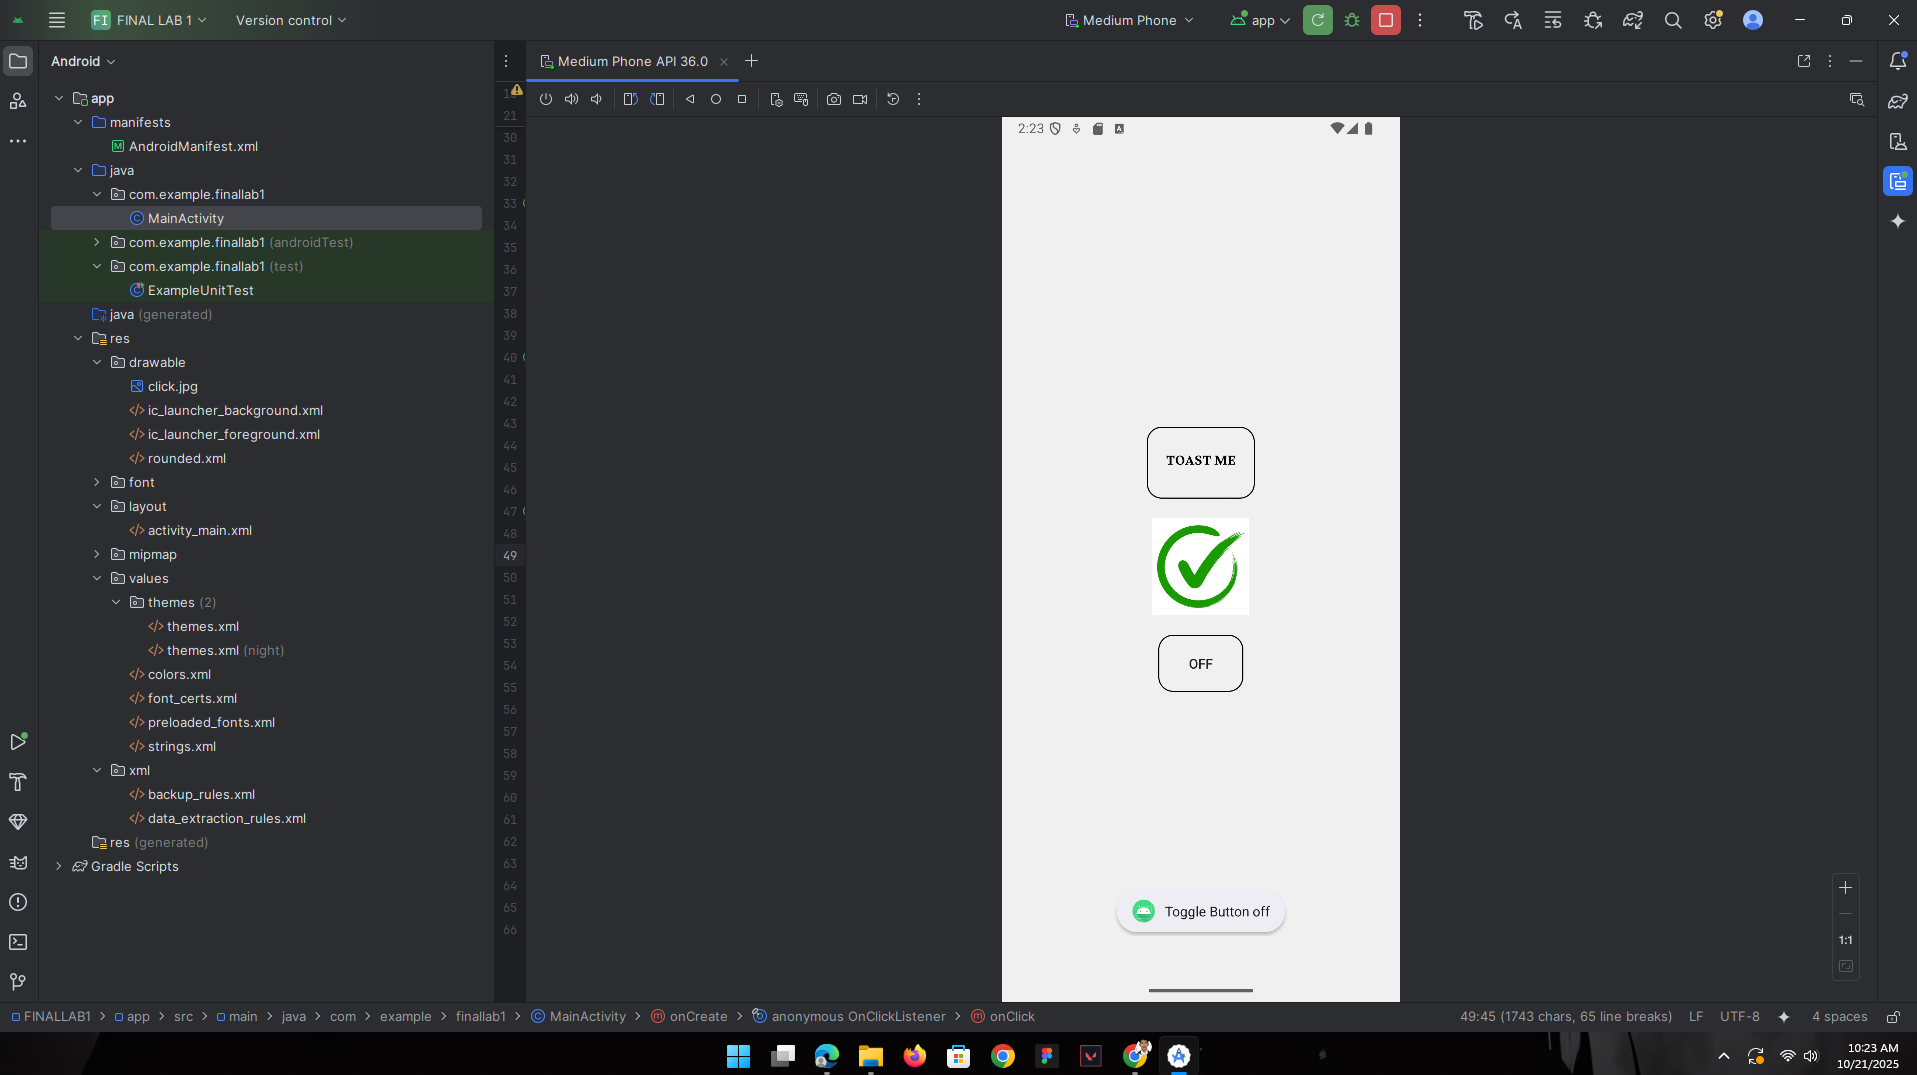 FI FINAL LAB 1 Version control Medium Phone app
Android Medium Phone API 36.0
app
manifests
AndroidManifest.xml
java
com.example.finallab1
MainActivity
com.example.finallab1 (androidTest)
com.example.finallab1 (test)
ExampleUnitTest
java (generated)
res
drawable
click.jpg
ic_launcher_background.xml
ic_launcher_foreground.xml
rounded.xml
font
layout
activity_main.xml
mipmap
values
themes (2)
themes.xml
themes.xml (night)
colors.xml
font_certs.xml
preloaded_fonts.xml
strings.xml
xml
backup_rules.xml
data_extraction_rules.xml
res (generated)
Gradle Scripts
21
30
31
32
33
34
35
36
37
38
39
40
41
42
43
44
45
46
47
48
49
50
51
52
53
54
55
56
57
58
59
60
61
62
63
64
65
66
2:23
TOAST ME
OFF
Toggle Button off
1:1
FINALLAB1 > app > src > main > java > com > example > finallab1 > MainActivity > onCreate > anonymous OnClickListener > onClick
49:45 (1743 chars, 65 line breaks) LF UTF-8 4 spaces
10:23 AM
10/21/2025